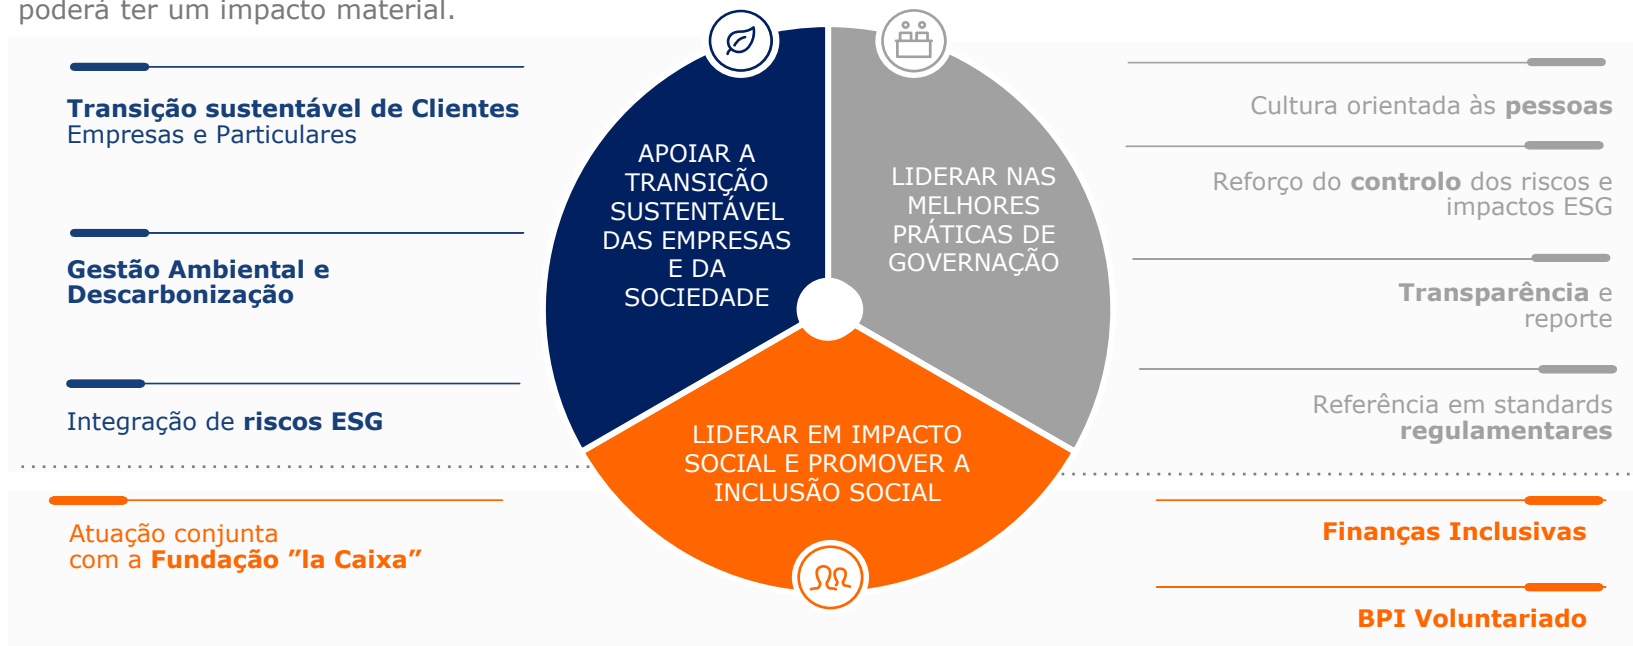 poderá ter um impacto material.
Transição sustentável de Clientes
Empresas e Particulares
Gestão Ambiental e
Descarbonização
Integração de riscos ESG
APOIAR A
TRANSIÇÃO
SUSTENTÁVEL
DAS EMPRESAS
E DA
SOCIEDADE
LIDERAR NAS
MELHORES
PRÁTICAS DE
GOVERNAÇÃO
Cultura orientada às pessoas
Reforço do controlo dos riscos e
impactos ESG
Transparência e
reporte
Referência em standards
regulamentares
LIDERAR EM IMPACTO
SOCIAL E PROMOVER A
INCLUSÃO SOCIAL
Atuação conjunta
com a Fundação ”la Caixa”
Finanças Inclusivas
BPI Voluntariado